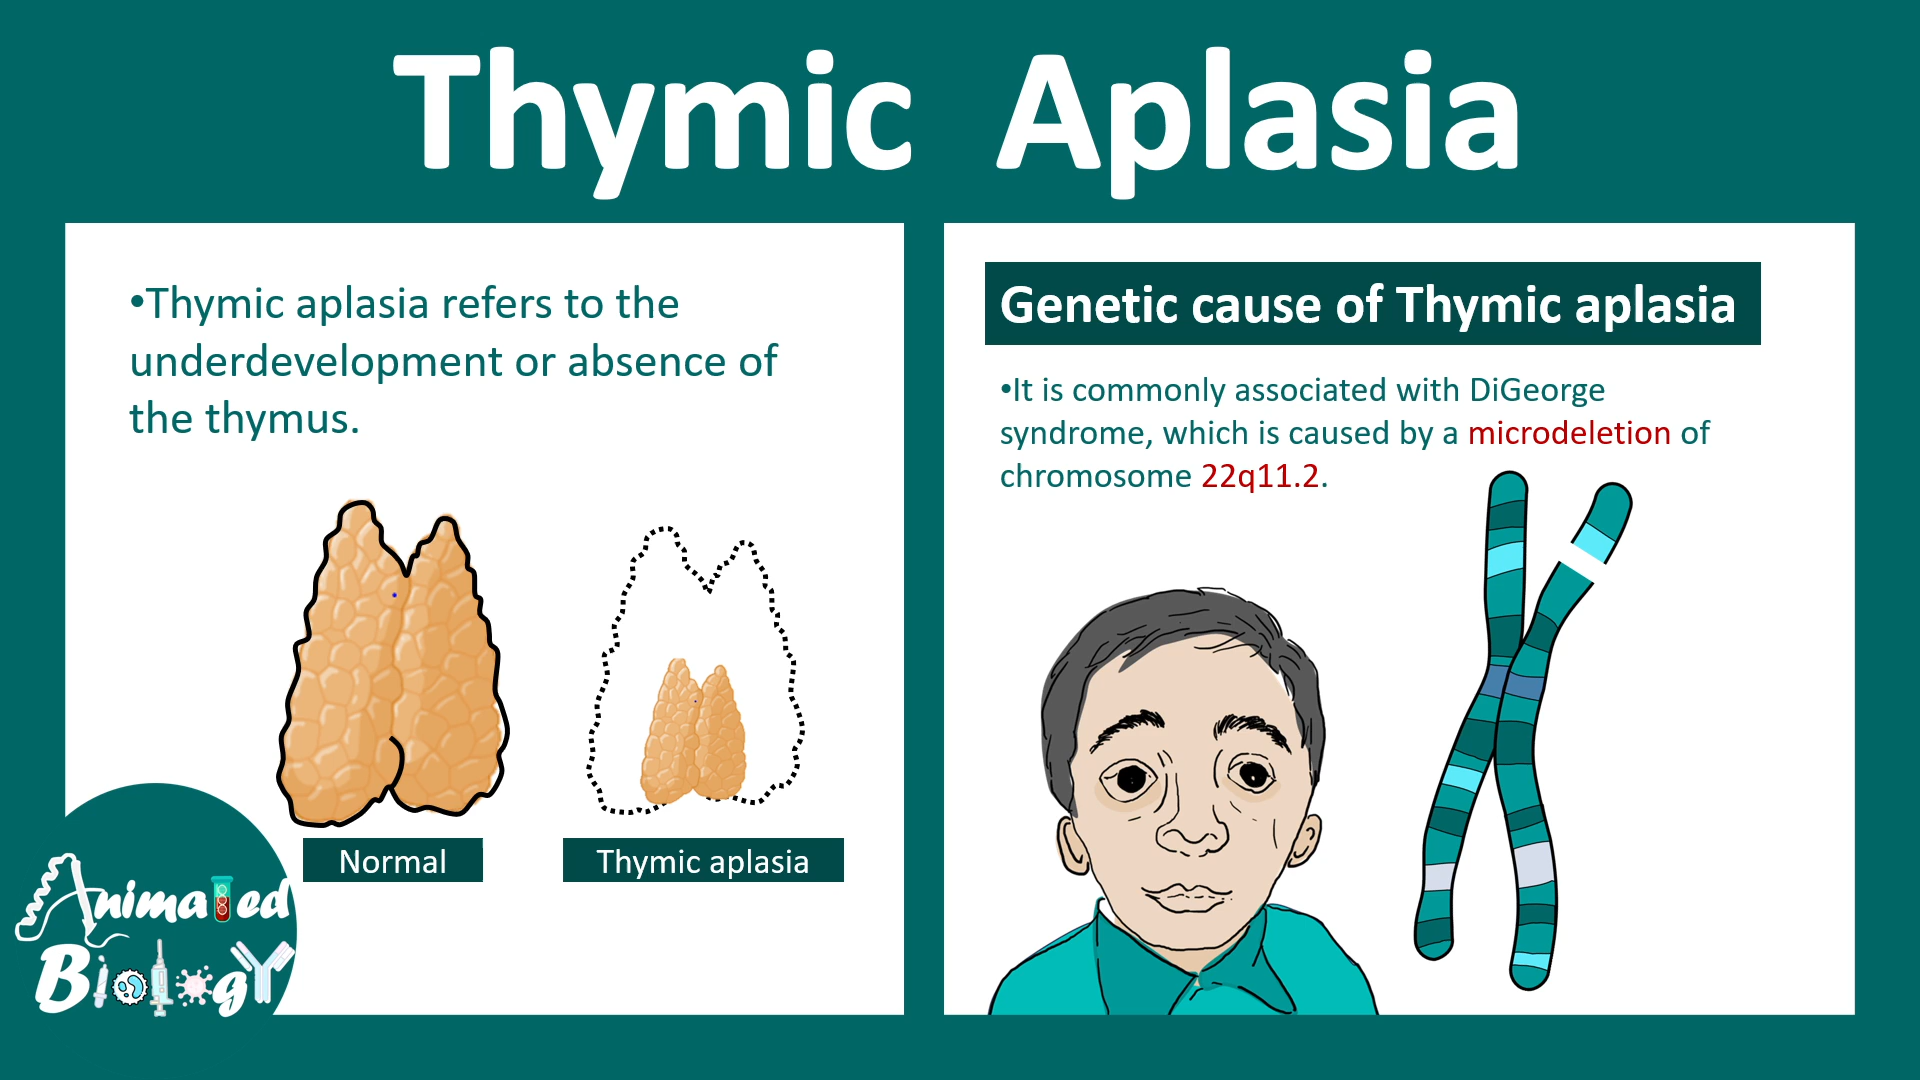 Thymic Aplasia
•Thymic aplasia refers to the
underdevelopment or absence of
the thymus.
Normal
Thymic aplasia
Genetic cause of Thymic aplasia
•It is commonly associated with DiGeorge
syndrome, which is caused by a microdeletion of
chromosome 22q11.2.
Animated
Biology